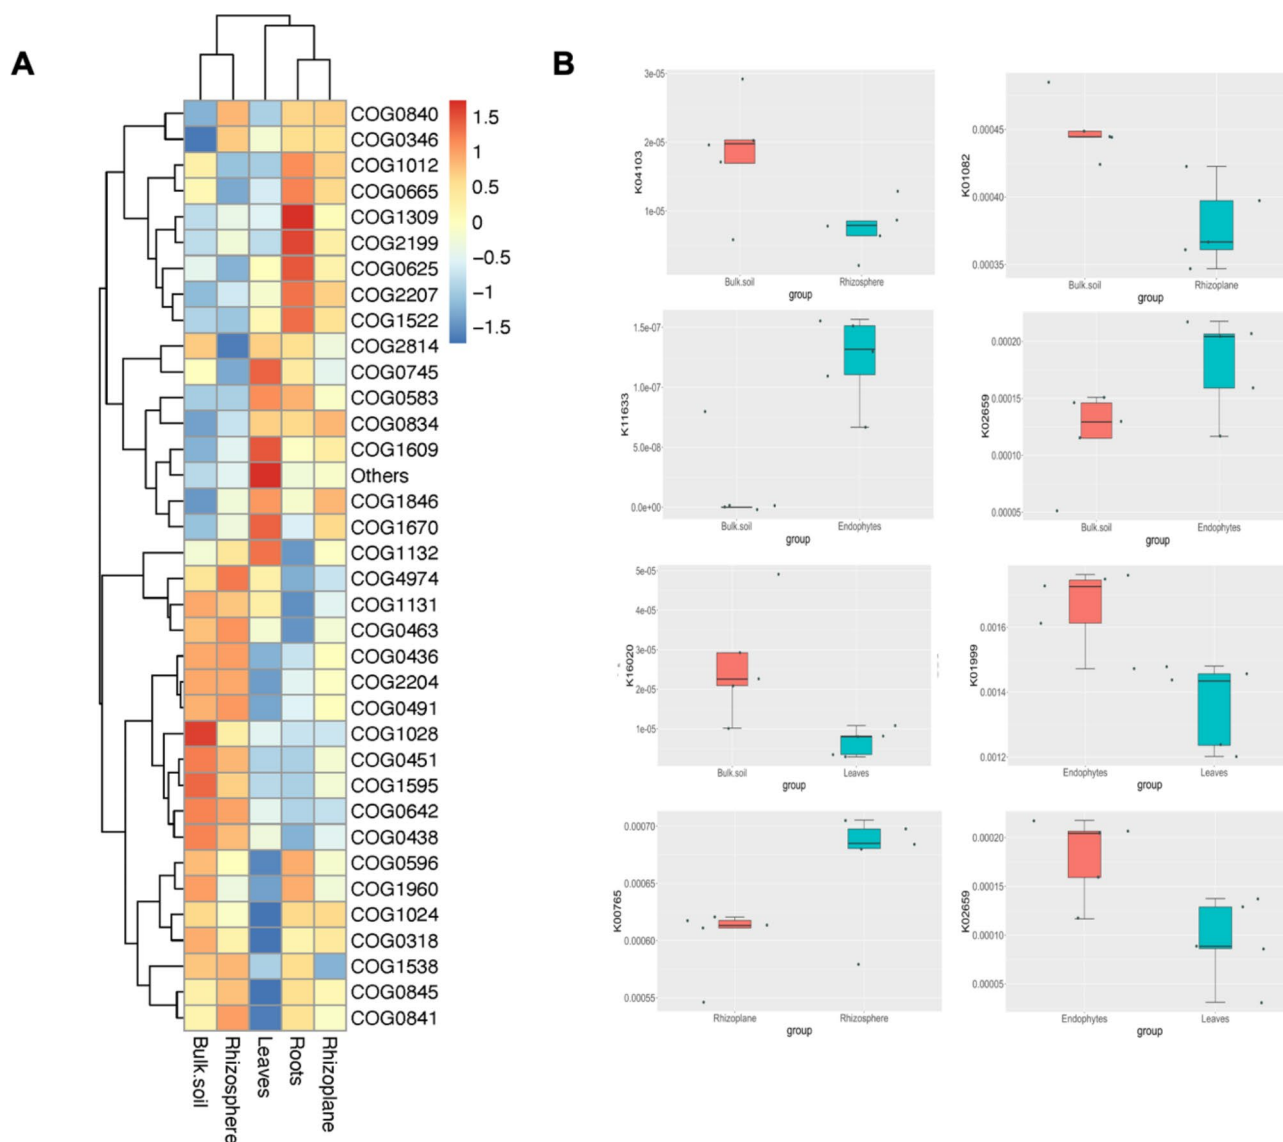 A
COG0840
COG0346
COG1012
COG0665
COG1309
COG2199
COG0625
COG2207
COG1522
COG2814
COG0745
COG0583
COG0834
COG1609
Others
COG1846
COG1670
COG1132
COG4974
COG1131
COG0463
COG0436
COG2204
COG0491
COG1028
COG0451
COG1595
COG0642
COG0438
COG0596
COG1960
COG1024
COG0318
COG1538
COG0845
COG0841
1.5
1
0.5
0
−0.5
−1
−1.5
Bulk.soil
Rhizosphere
Leaves
Roots
Rhizoplane
B
K04103
3e-05
2e-05
1e-05
Bulk.soil Rhizosphere
group
K01082
0.00045
0.00040
0.00035
Bulk.soil Rhizoplane
group
K11633
1.5e-07
1.0e-07
5.0e-08
0.0e+00
Bulk.soil Endophytes
group
K02659
0.00020
0.00015
0.00010
0.00005
Bulk.soil Endophytes
group
K16020
5e-05
4e-05
3e-05
2e-05
1e-05
Bulk.soil Leaves
group
K01999
0.0016
0.0014
0.0012
Endophytes Leaves
group
K00765
0.00070
0.00065
0.00060
0.00055
Rhizoplane Rhizosphere
group
K02659
0.00020
0.00015
0.00010
0.00005
Endophytes Leaves
group